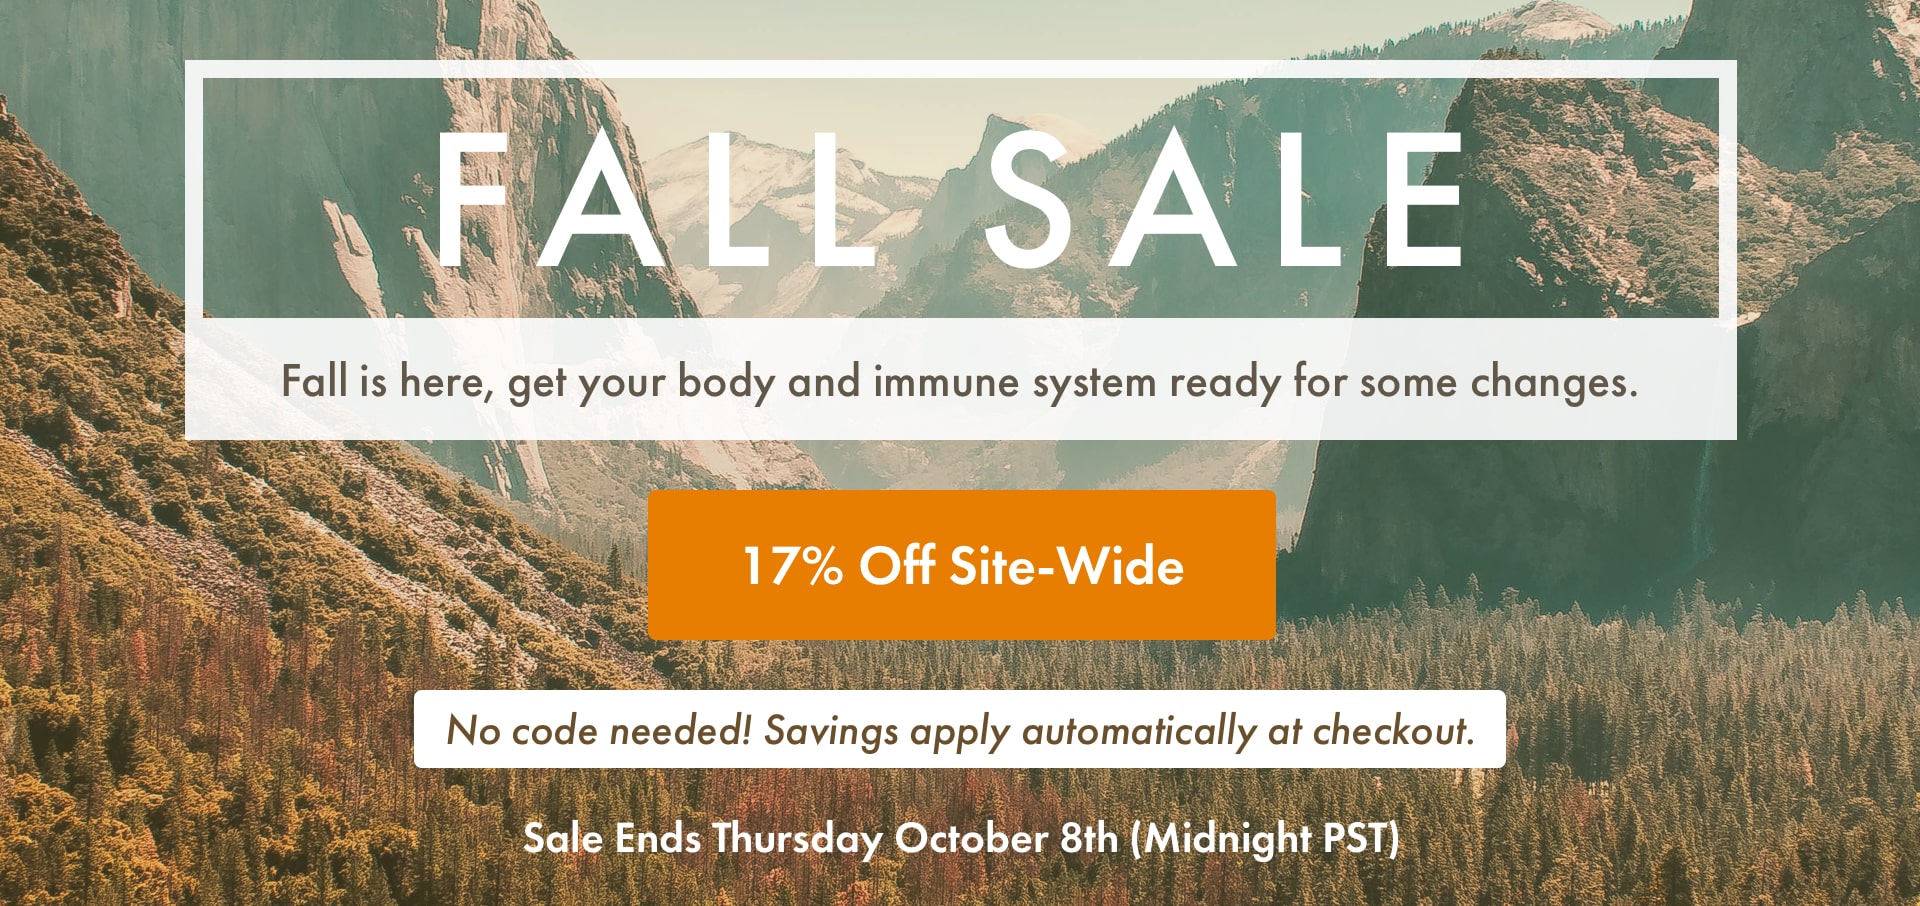 FALL SALE
Fall is here, get your body and immune system ready for some changes.
17% Off Site-Wide
No code needed! Savings apply automatically at checkout.
Sale Ends Thursday October 8th (Midnight PST)